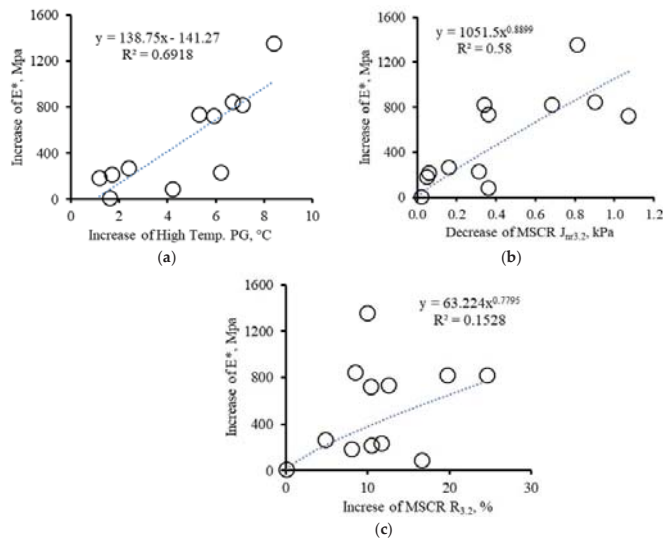 y = 138.75x - 141.27
R² = 0.6918
Increase of E*, Mpa
1600
1200
800
400
0
0 2 4 6 8 10
Increase of High Temp. PG, °C
(a)
y = 1051.5x^0.8899
R² = 0.58
Increase of E*, Mpa
1600
1200
800
400
0
0.0 0.2 0.4 0.6 0.8 1.0 1.2
Decrease of MSCR Jnr3.2, kPa
(b)
y = 63.224x^0.7795
R² = 0.1528
Increase of E*, Mpa
1600
1200
800
400
0
0 10 20 30
Increse of MSCR R3.2, %
(c)